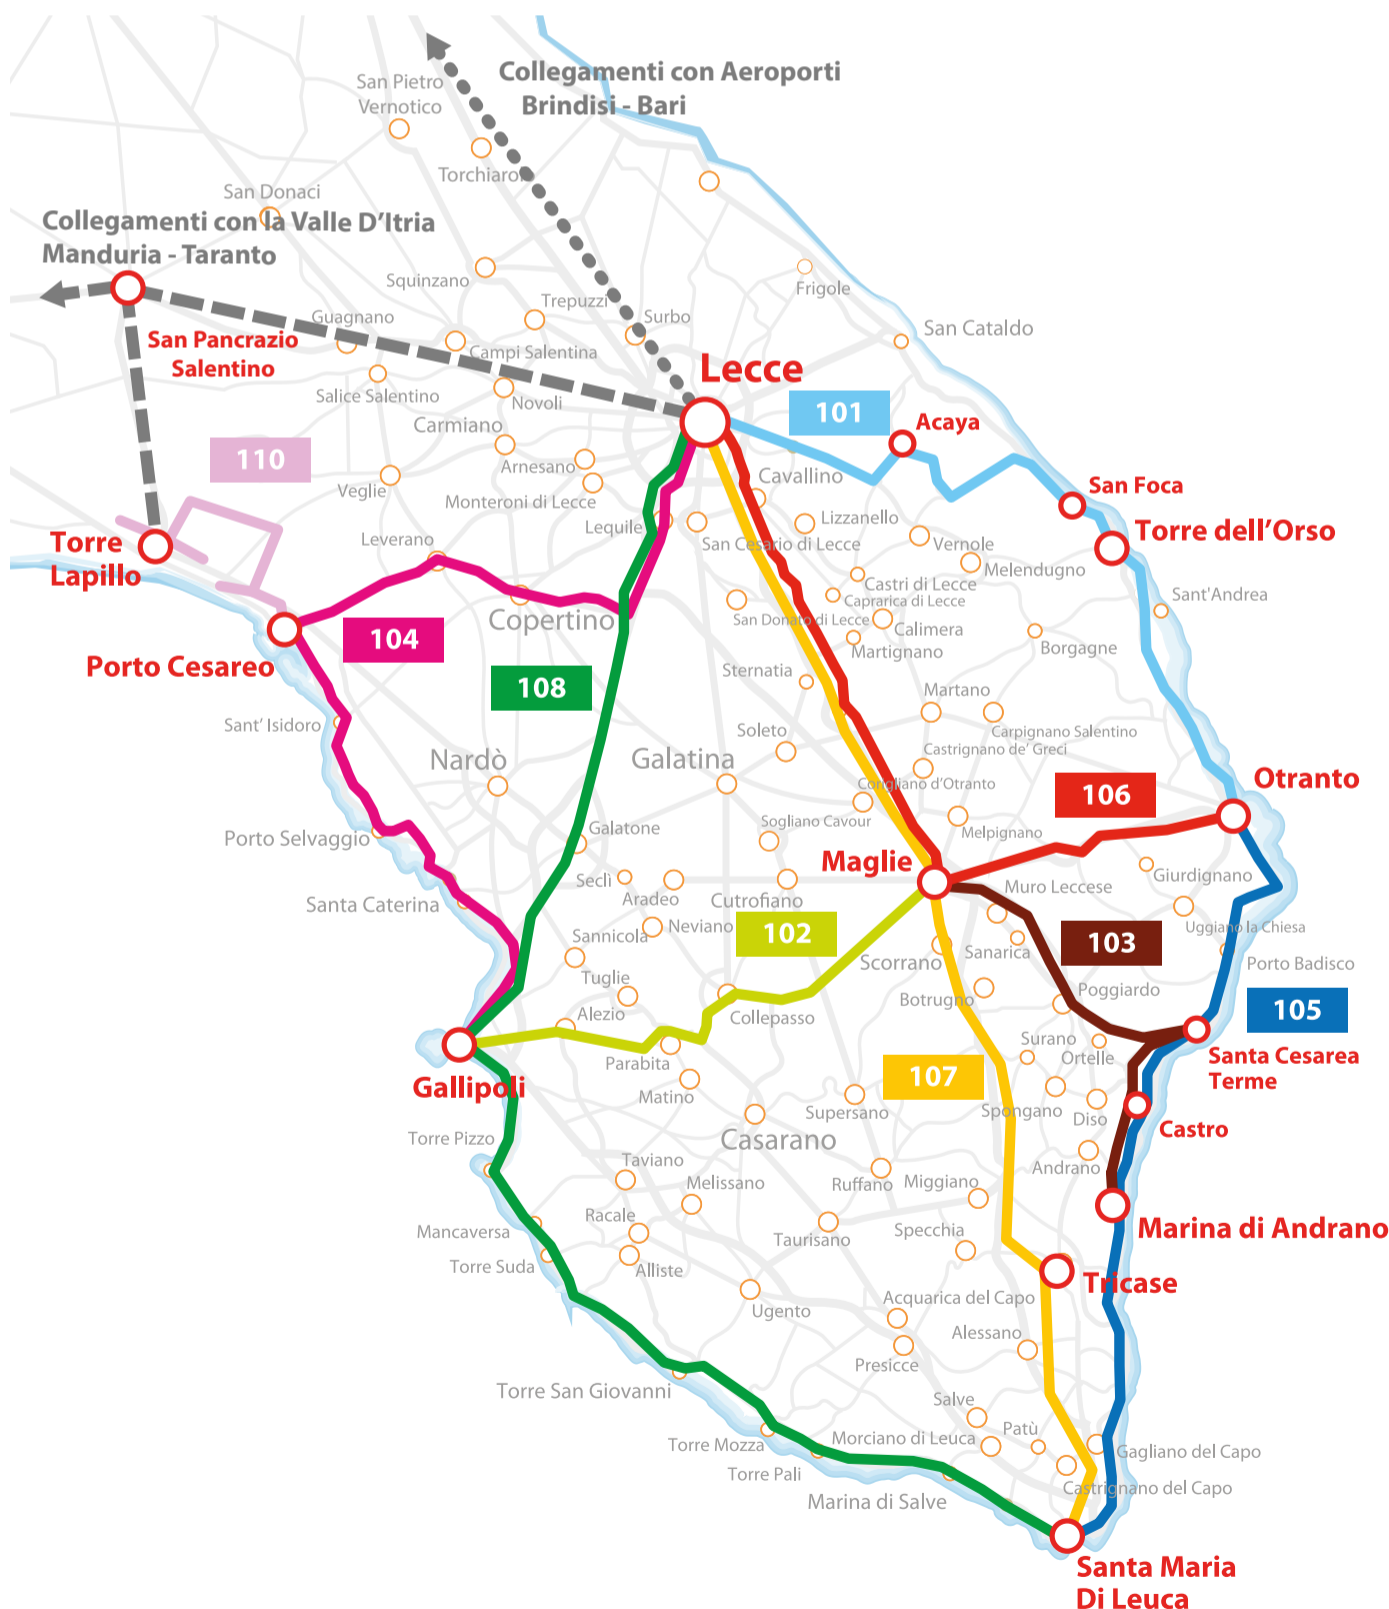 Collegamenti con Aeroporti
Brindisi - Bari
San Pietro
Vernotico
Torchiarolo
San Donaci
Collegamenti con la Valle D'Itria
Manduria - Taranto
Squinzano
Frigole
Trepuzzi
Surbo
Guagnano
San Cataldo
San Pancrazio
Salentino
Campi Salentina
Lecce
Salice Salentino
Novoli
101
Acaya
Carmiano
110
Arnesano
Cavallino
Veglie
Monteroni di Lecce
San Foca
Lizzanello
Lequile
Torre dell'Orso
Leverano
San Cesario di Lecce
Vernole
Torre
Lapillo
Melendugno
Castri di Lecce
Sant'Andrea
Caprarica di Lecce
Copertino
San Donato di Lecce
Calimera
104
Borgagne
Martignano
Porto Cesareo
Sternatia
108
Martano
Sant' Isidoro
Soleto
Carpignano Salentino
Castrignano de' Greci
Nardò
Galatina
Otranto
Corigliano d'Otranto
106
Sogliano Cavour
Melpignano
Galatone
Porto Selvaggio
Maglie
Giurdignano
Seclì
Muro Leccese
Aradeo
Cutrofiano
Santa Caterina
Neviano
Uggiano la Chiesa
102
Sannicola
103
Sanarica
Scorrano
Porto Badisco
Tuglie
Botrugno
Poggiardo
105
Alezio
Collepasso
Surano
Ortelle
Santa Cesarea
Terme
Parabita
107
Gallipoli
Matino
Supersano
Spongano
Diso
Castro
Torre Pizzo
Casarano
Taviano
Andrano
Melissano
Ruffano
Miggiano
Racale
Mancaversa
Specchia
Marina di Andrano
Taurisano
Torre Suda
Alliste
Tricase
Ugento
Acquarica del Capo
Alessano
Presicce
Torre San Giovanni
Salve
Patù
Torre Mozza
Morciano di Leuca
Gagliano del Capo
Torre Pali
Castrignano del Capo
Marina di Salve
Santa Maria
Di Leuca